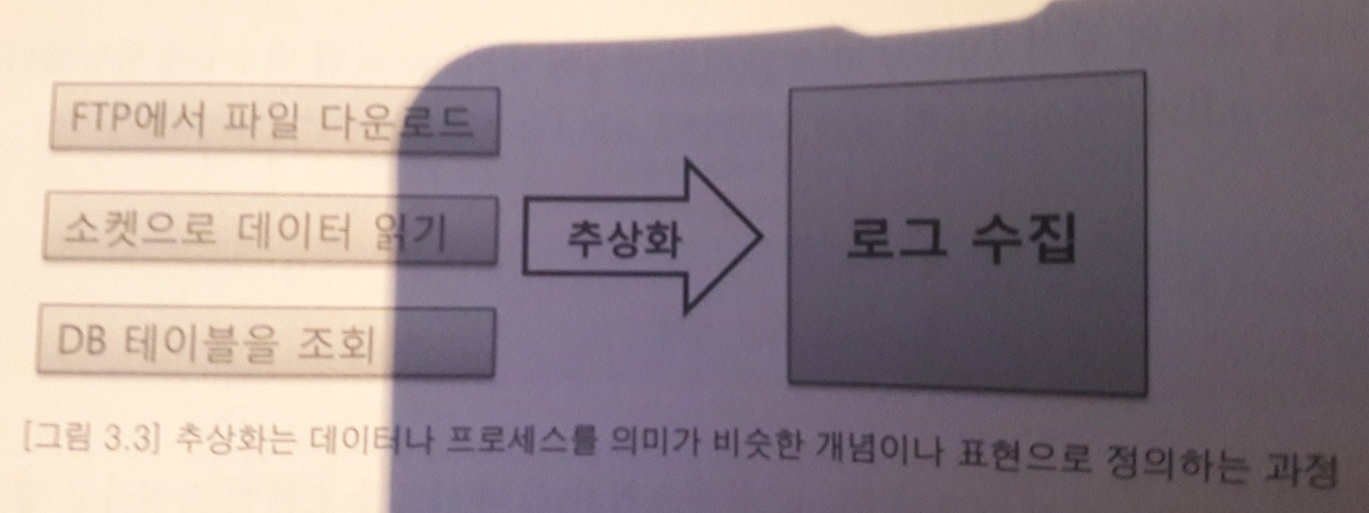 FTP에서 파일 다운로드
소켓으로 데이터 읽기
DB 테이블을 조회
추상화
로그 수집
[그림 3.3] 추상화는 데이터나 프로세스를 의미가 비슷한 개념이나 표현으로 정의하는 과정